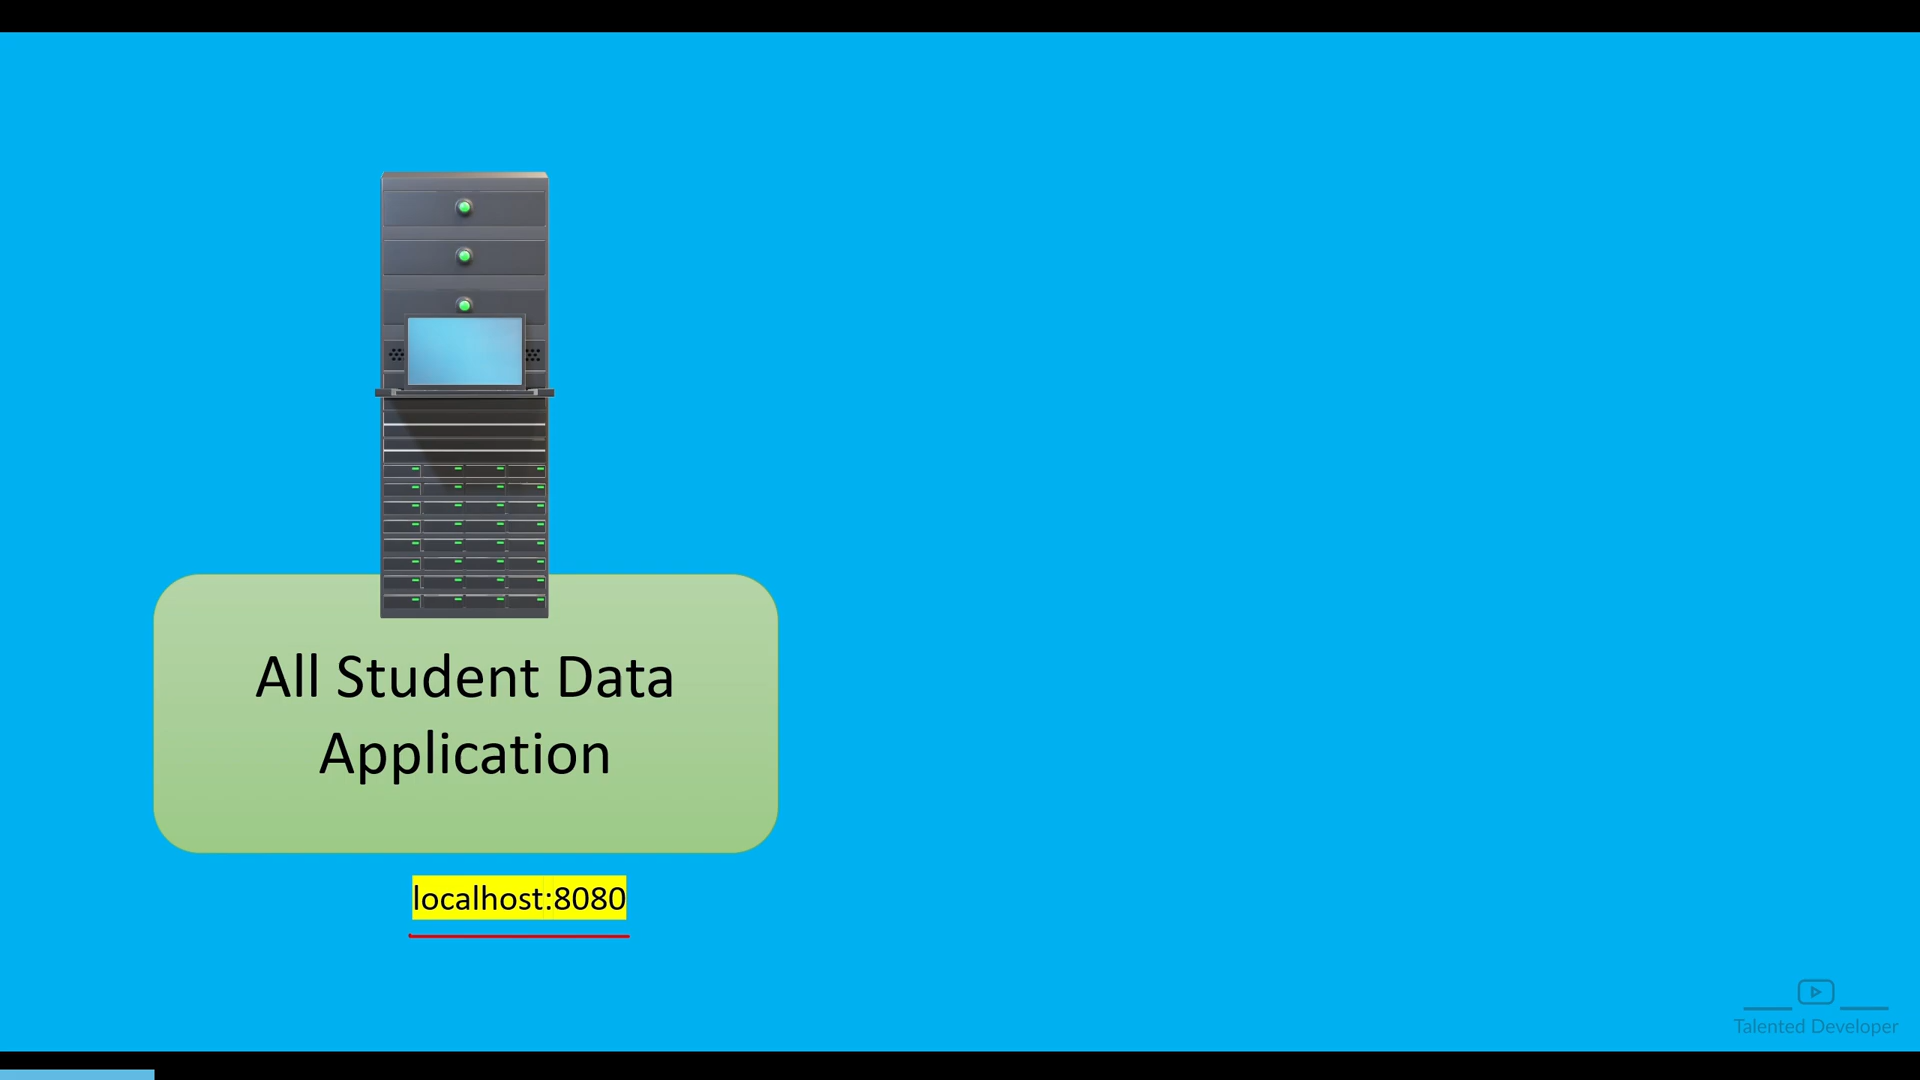 All Student Data
Application
localhost:8080
Talented Developer